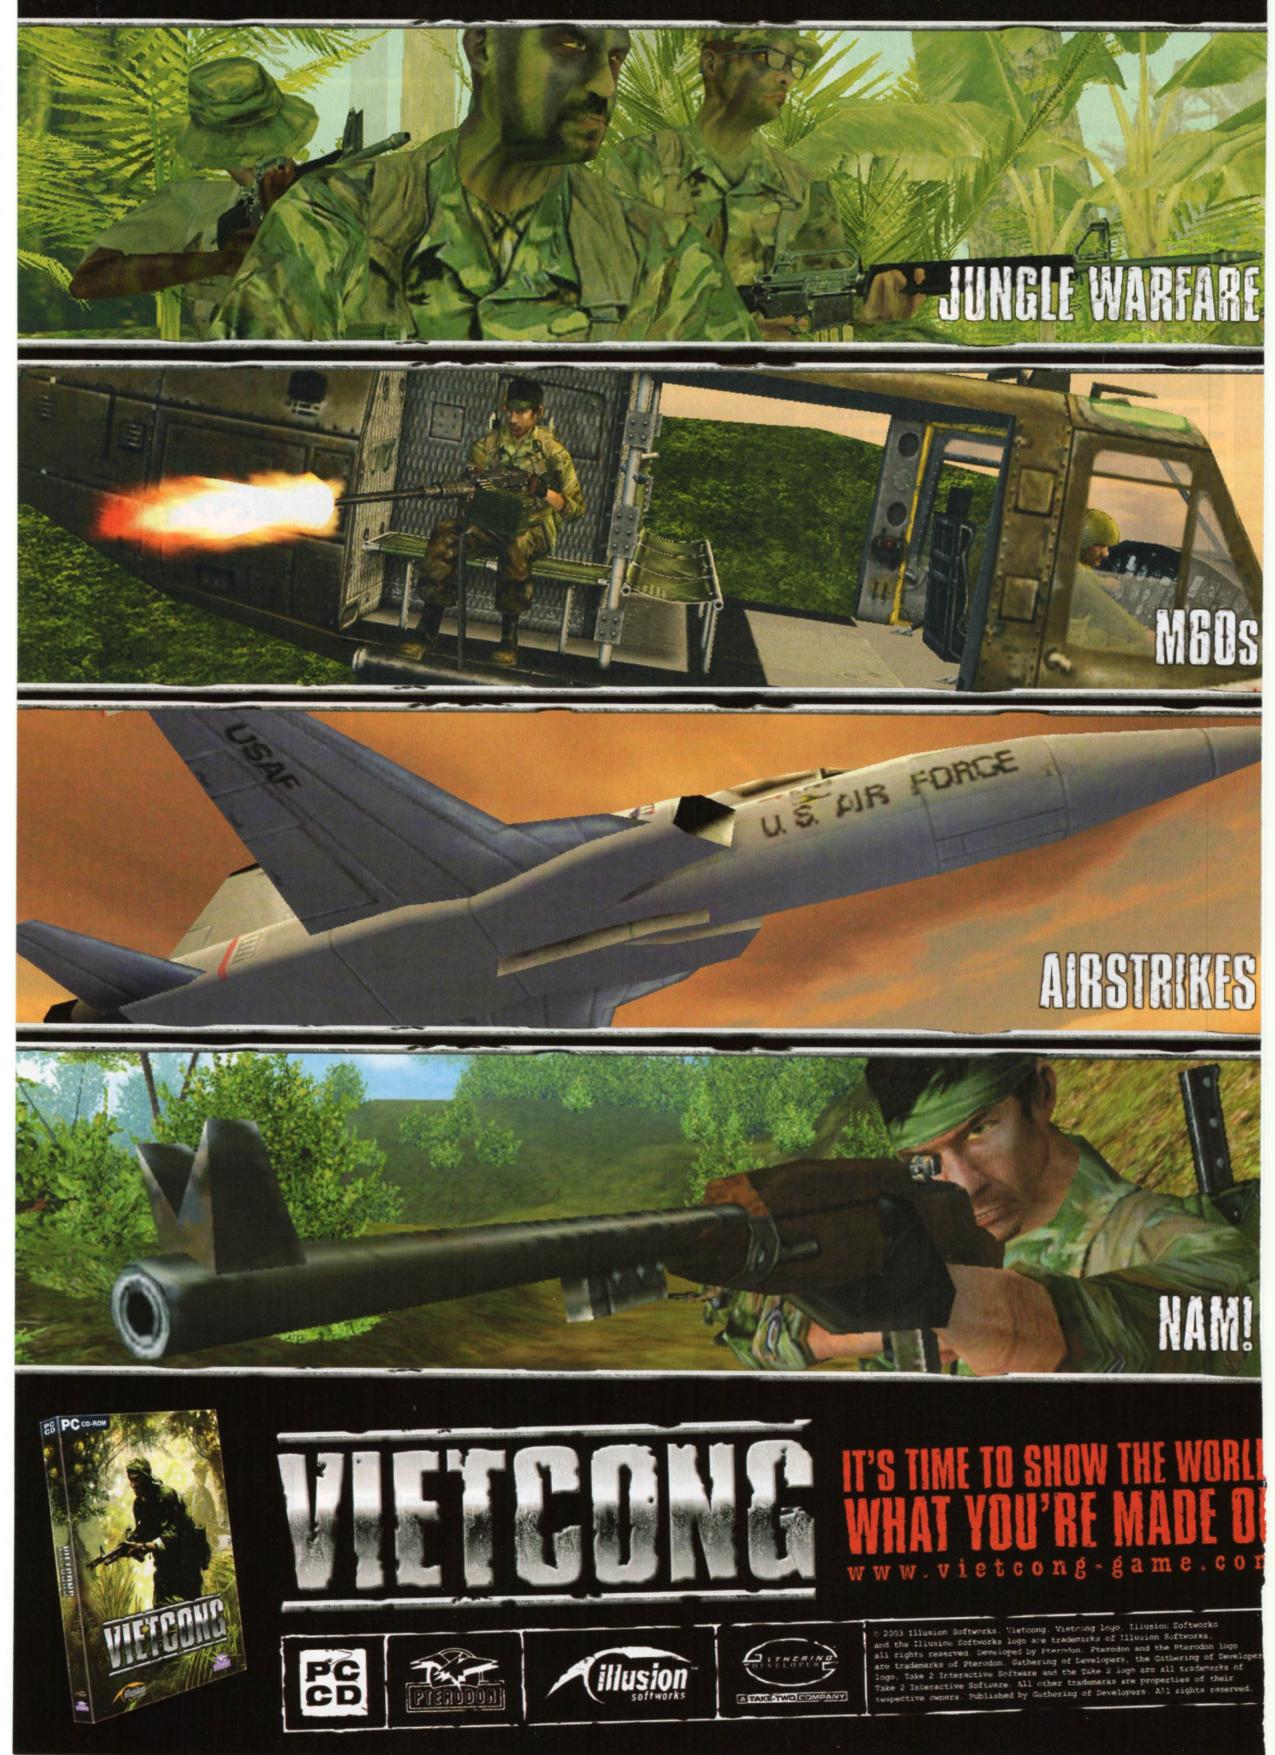 JUNGLE WARFARE
M60s
USAF
U.S. AIR FORCE
AIRSTRIKES
NAM!
PC CD
PC CD-ROM
VIETCONG
VIETCONG
illusion
VIETCONG
IT'S TIME TO SHOW THE WORL
WHAT YOU'RE MADE O
www.vietcong-game.co
PC
CD
PTERODON
illusion™
softworks
GATHERING
DEVELOPERS
A TAKE-TWO COMPANY
© 2003 Illusion Softworks. Vietcong, Vietcong logo, Illusion Softworks
and the Illusion Softworks logo are trademarks of Illusion Softworks.
all rights reserved. Developed by Pterodon. Pterodon and the Pterodon logo
are trademarks of Pterodon. Gathering of Developers, the Gathering of Developer
logo, Take 2 Interactive Software and the Take 2 logo are all trademarks of
Take 2 Interactive Software. All other trademarks are properties of their
respective owners. Published by Gathering of Developers. All rights reserved.